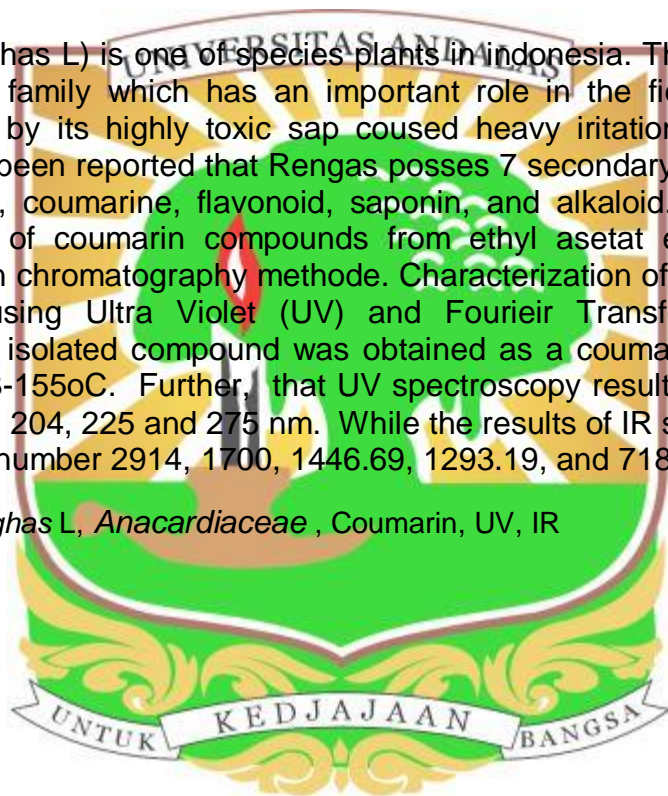 has L) is one of species plants in indonesia. Th
UNIVERSITAS ANDALAS
family which has an important role in the fie
by its highly toxic sap coused heavy iritation
been reported that Rengas posses 7 secondary
, coumarine, flavonoid, saponin, and alkaloid.
of coumarin compounds from ethyl asetat e
n chromatography methode. Characterization of
using Ultra Violet (UV) and Fourieir Transf
isolated compound was obtained as a couma
-155oC. Further, that UV spectroscopy result
204, 225 and 275 nm. While the results of IR s
number 2914, 1700, 1446.69, 1293.19, and 718
ghas L, Anacardiaceae , Coumarin, UV, IR
UNTUK KEDJAJAAN BANGSA